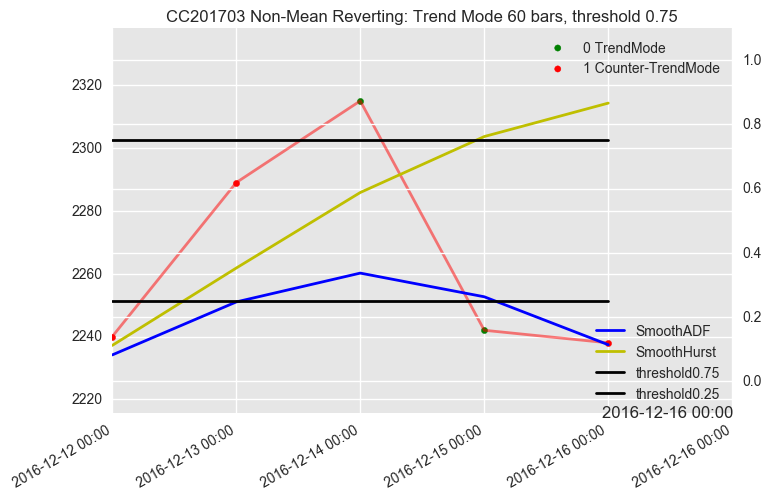 CC201703 Non-Mean Reverting: Trend Mode 60 bars, threshold 0.75
0 TrendMode
1 Counter-TrendMode
2320
2300
2280
2260
2240
2220
1.0
0.8
0.6
0.4
0.2
0.0
SmoothADF
SmoothHurst
threshold0.75
threshold0.25
2016-12-16 00:00
2016-12-12 00:00
2016-12-13 00:00
2016-12-14 00:00
2016-12-15 00:00
2016-12-16 00:00
2016-12-16 00:00